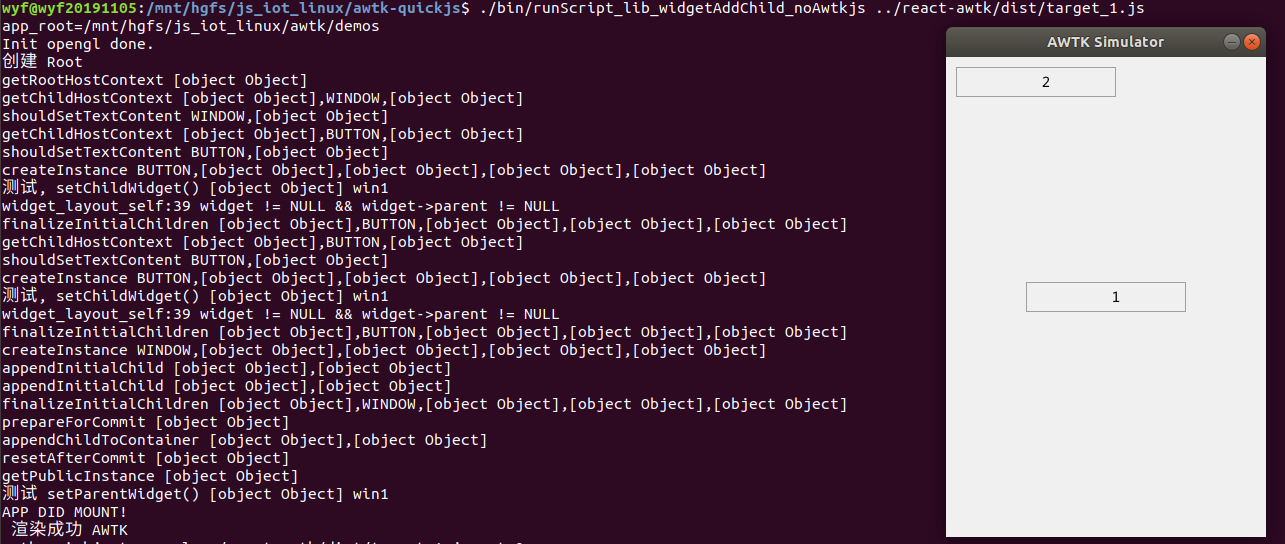 wyf@wyf20191105:/mnt/hgfs/js_iot_linux/awtk-quickjs$ ./bin/runScript_lib_widgetAddChild_noAwtkjs ../react-awtk/dist/target_1.js
app_root=/mnt/hgfs/js_iot_linux/awtk/demos
Init opengl done.
创建 Root
getRootHostContext [object Object]
getChildHostContext [object Object],WINDOW,[object Object]
shouldSetTextContent WINDOW,[object Object]
getChildHostContext [object Object],BUTTON,[object Object]
shouldSetTextContent BUTTON,[object Object]
createInstance BUTTON,[object Object],[object Object],[object Object],[object Object]
测试, setChildWidget() [object Object] win1
widget_layout_self:39 widget != NULL && widget->parent != NULL
finalizeInitialChildren [object Object],BUTTON,[object Object],[object Object],[object Object]
getChildHostContext [object Object],BUTTON,[object Object]
shouldSetTextContent BUTTON,[object Object]
createInstance BUTTON,[object Object],[object Object],[object Object],[object Object]
测试, setChildWidget() [object Object] win1
widget_layout_self:39 widget != NULL && widget->parent != NULL
finalizeInitialChildren [object Object],BUTTON,[object Object],[object Object],[object Object]
createInstance WINDOW,[object Object],[object Object],[object Object],[object Object]
appendInitialChild [object Object],[object Object]
appendInitialChild [object Object],[object Object]
finalizeInitialChildren [object Object],WINDOW,[object Object],[object Object],[object Object]
prepareForCommit [object Object]
appendChildToContainer [object Object],[object Object]
resetAfterCommit [object Object]
getPublicInstance [object Object]
测试 setParentWidget() [object Object] win1
APP DID MOUNT!
渲染成功 AWTK
AWTK Simulator
2
1